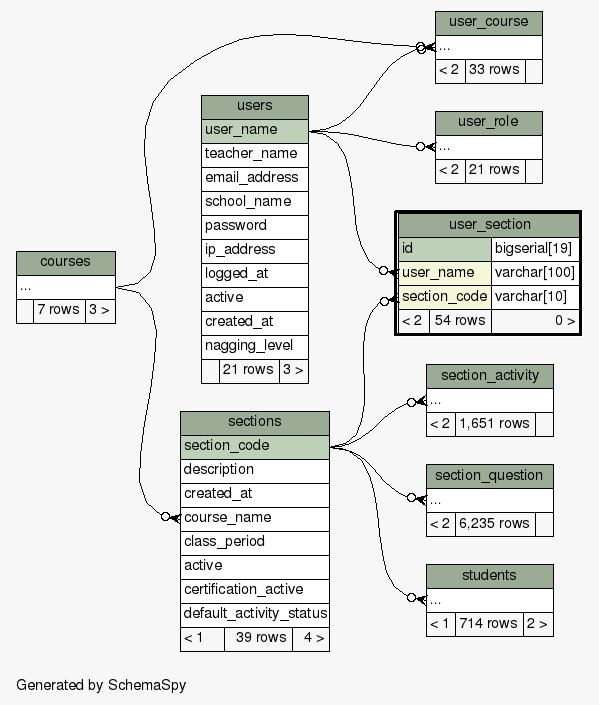 user_course
...
< 2 33 rows
users
user_name
teacher_name
email_address
school_name
password
ip_address
logged_at
active
created_at
nagging_level
21 rows 3 >
user_role
...
< 2 21 rows
user_section
id bigserial[19]
user_name varchar[100]
section_code varchar[10]
< 2 54 rows 0 >
courses
...
7 rows 3 >
section_activity
...
< 2 1,651 rows
sections
section_code
description
created_at
course_name
class_period
active
certification_active
default_activity_status
< 1 39 rows 4 >
section_question
...
< 2 6,235 rows
students
...
< 1 714 rows 2 >
Generated by SchemaSpy